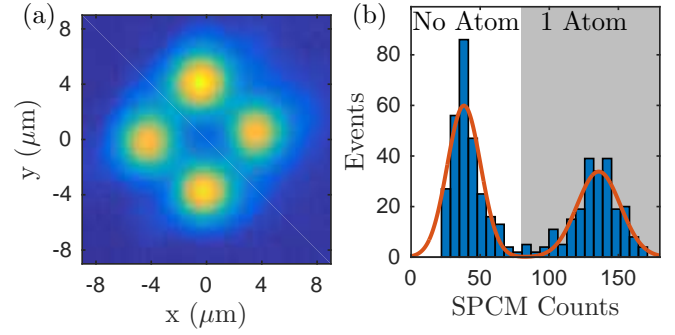 (a)
8
4
0
-4
-8
y (μm)
-8 -4 0 4 8
x (μm)
(b)
No Atom 1 Atom
80
60
40
20
0
Events
0 50 100 150
SPCM Counts